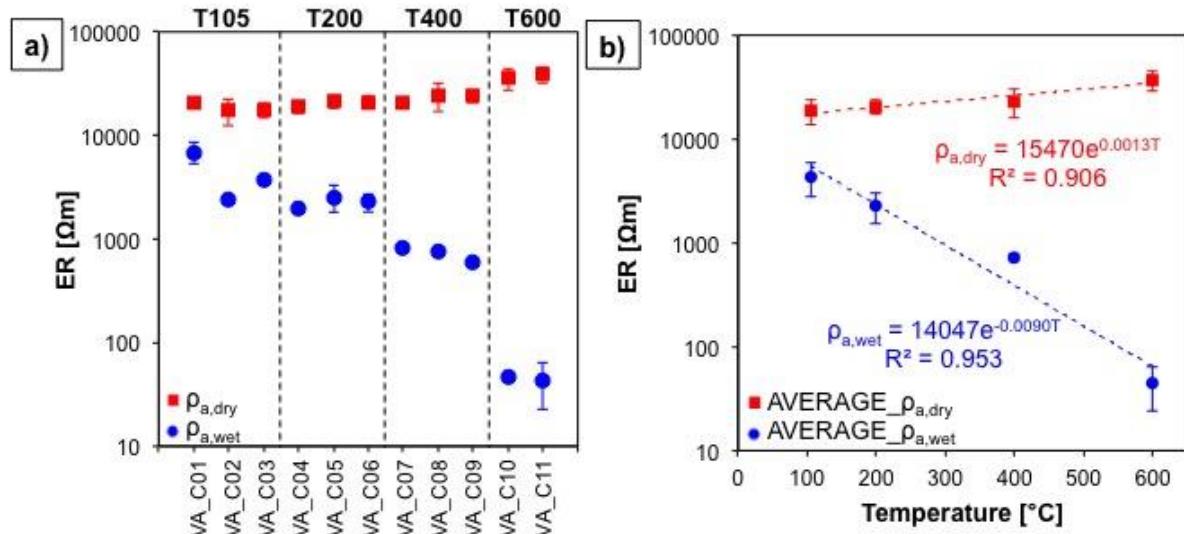 a)
T105 T200 T400 T600
100000
10000
1000
100
10
ER [Ωm]
ρa,dry
ρa,wet
VA_C01
VA_C02
VA_C03
VA_C04
VA_C05
VA_C06
VA_C07
VA_C08
VA_C09
VA_C10
VA_C11
b)
100000
10000
1000
100
10
ER [Ωm]
ρa,dry = 15470e0.0013T
R² = 0.906
ρa,wet = 14047e-0.0090T
R² = 0.953
AVERAGE_ρa,dry
AVERAGE_ρa,wet
0 100 200 300 400 500 600
Temperature [°C]